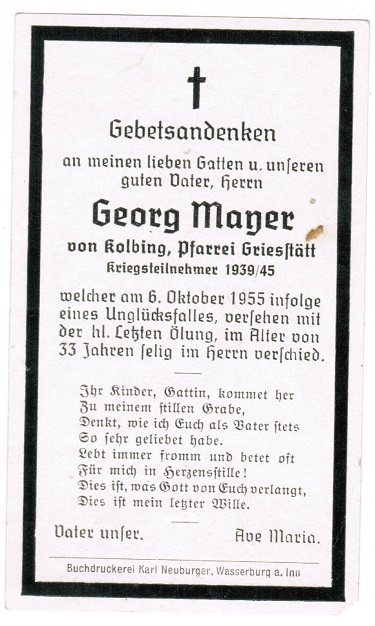 Gebetsandenken
an meinen lieben Gatten u. unseren
guten Vater, Herrn
Georg Mayer
von Kolbing, Pfarrei Griesstätt
Kriegsteilnehmer 1939/45
welcher am 6. Oktober 1955 infolge
eines Unglücksfalles, versehen mit
der hl. Letzten Ölung, im Alter von
33 Jahren selig im Herrn verschied.
Ihr Kinder, Gattin, kommet her
Zu meinem stillen Grabe,
Denkt, wie ich Euch als Vater stets
So sehr geliebet habe.
Lebt immer fromm und betet oft
Für mich in Herzensstille!
Dies ist, was Gott von Euch verlangt,
Dies ist mein letzter Wille.
Vater unser. Ave Maria.
Buchdruckerei Karl Neuburger, Wasserburg a. Inn